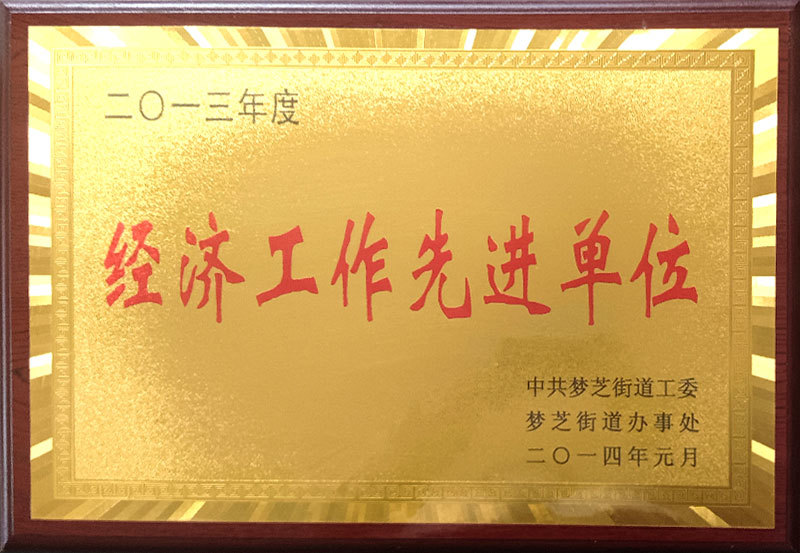 二〇一三年度
经济工作先进单位
中共梦芝街道工委
梦芝街道办事处
二〇一四年元月